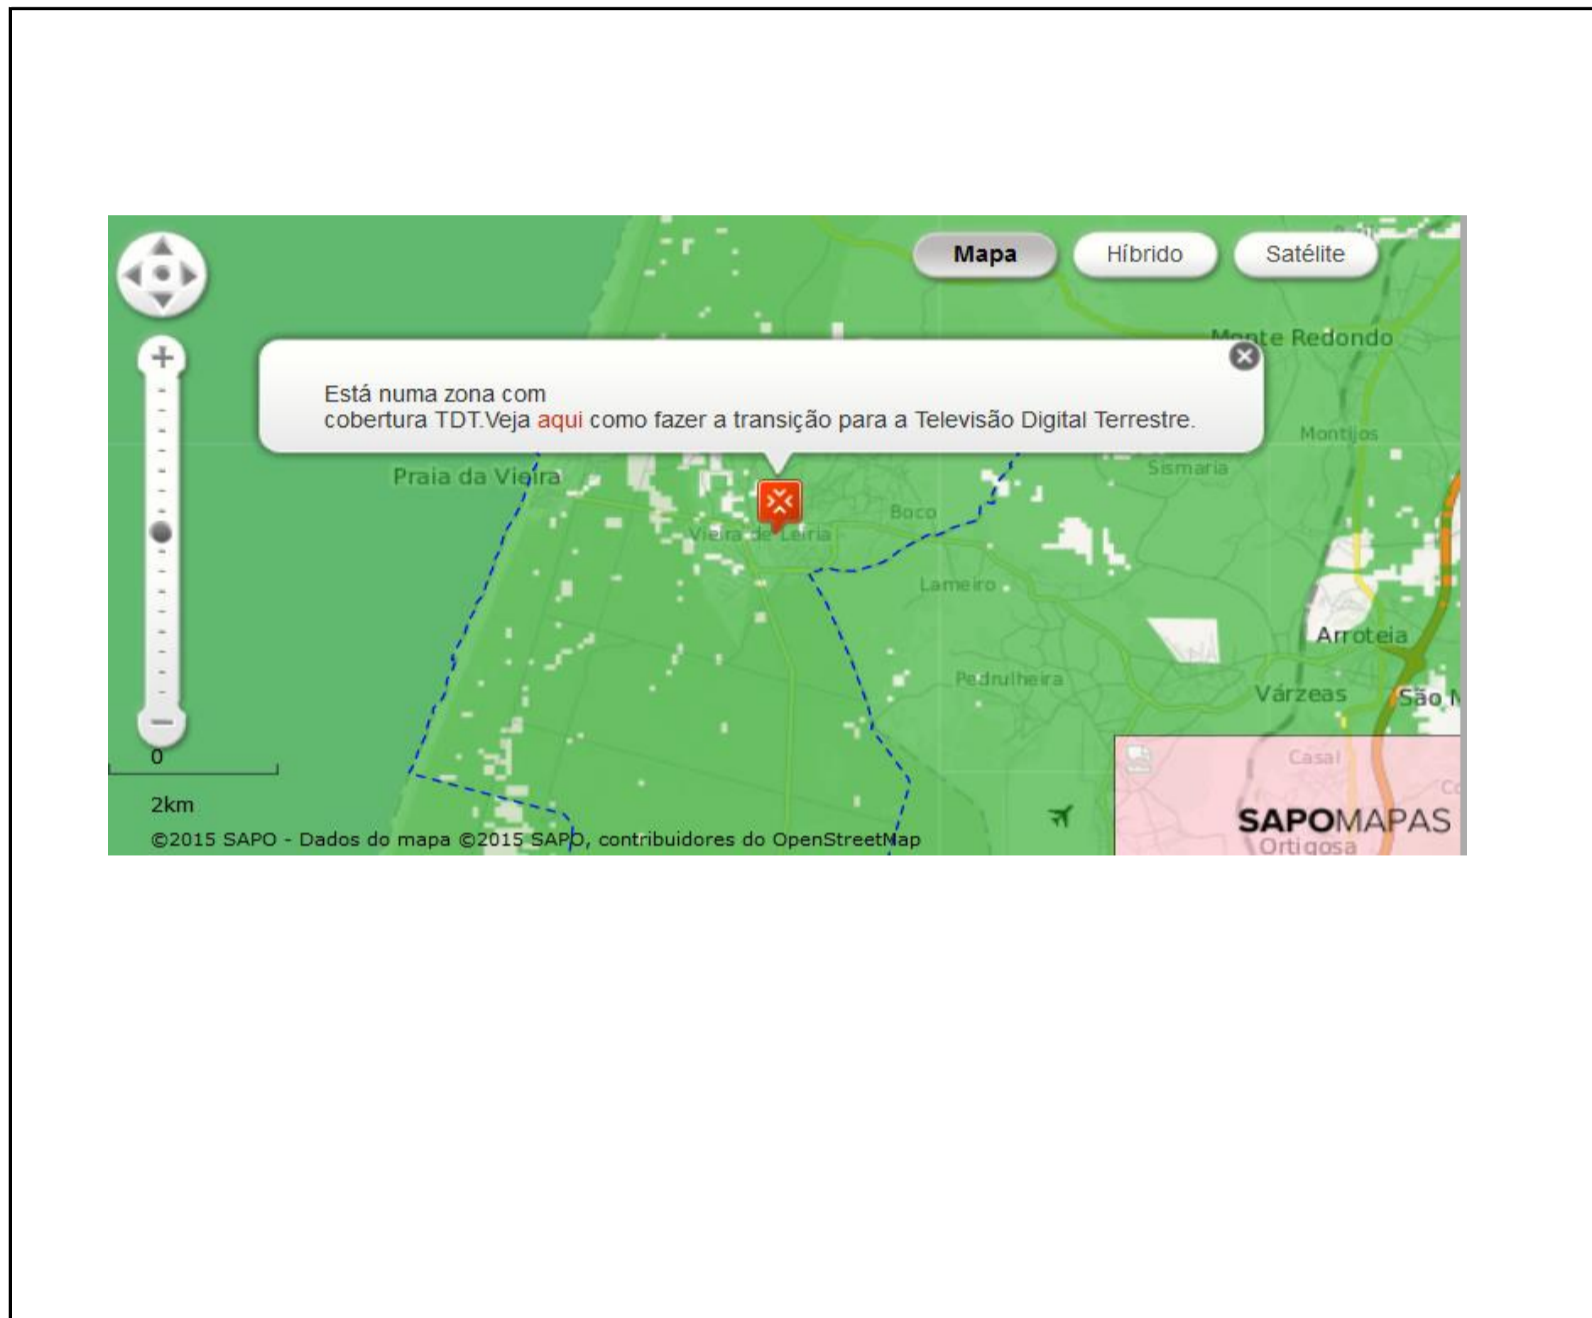 Mapa
Híbrido
Satélite
Monte Redondo
Está numa zona com
cobertura TDT.Veja aqui como fazer a transição para a Televisão Digital Terrestre.
Montijos
Sismaria
Praia da Vieira
Boco
Vieira de Leiria
Lameiro
Arroteia
Pedrulheira
Várzeas
São
Casal
0
2km
SAPOMAPAS
Ortigosa
©2015 SAPO - Dados do mapa ©2015 SAPO, contribuidores do OpenStreetMap